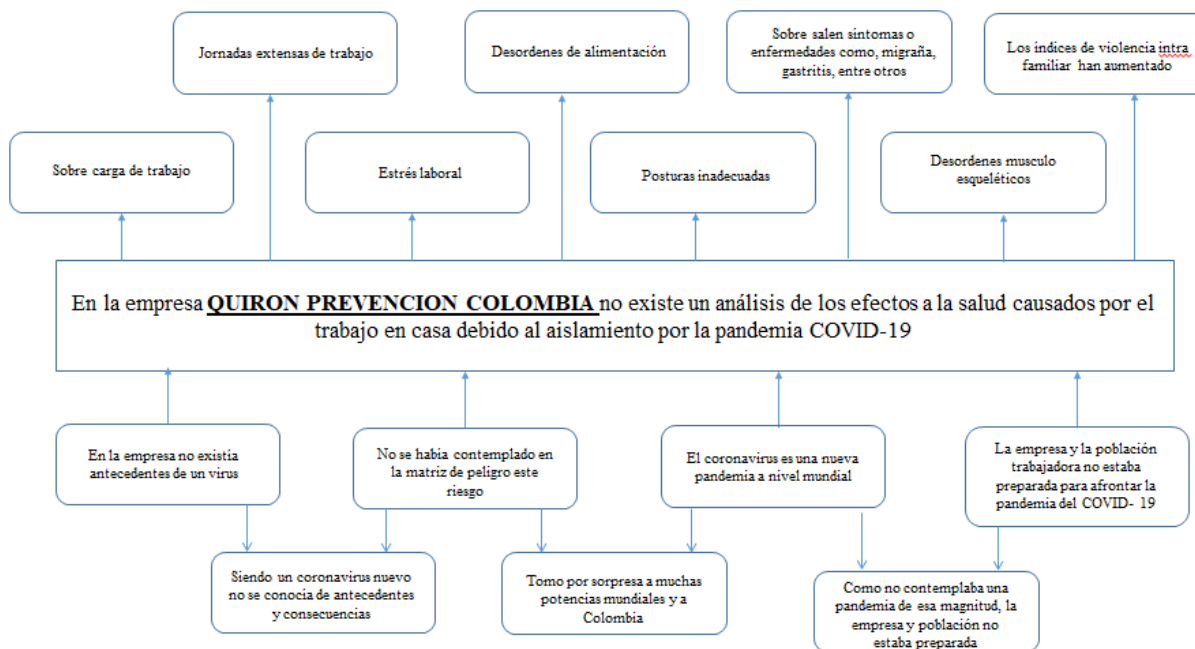 Jornadas extensas de trabajo
Desordenes de alimentación
Sobre salen sintomas o
enfermedades como, migraña,
gastritis, entre otros
Los indices de violencia intra
familiar han aumentado
Sobre carga de trabajo
Estrés laboral
Posturas inadecuadas
Desordenes musculo
esqueléticos
En la empresa QUIRON PREVENCION COLOMBIA no existe un análisis de los efectos a la salud causados por el
trabajo en casa debido al aislamiento por la pandemia COVID-19
En la empresa no existia
antecedentes de un virus
No se habia contemplado en
la matriz de peligro este
riesgo
El coronavirus es una nueva
pandemia a nivel mundial
La empresa y la población
trabajadora no estaba
preparada para afrontar la
pandemia del COVID- 19
Siendo un coronavirus nuevo
no se conocia de antecedentes
y consecuencias
Tomo por sorpresa a muchas
potencias mundiales y a
Colombia
Como no contemplaba una
pandemia de esa magnitud, la
empresa y población no
estaba preparada